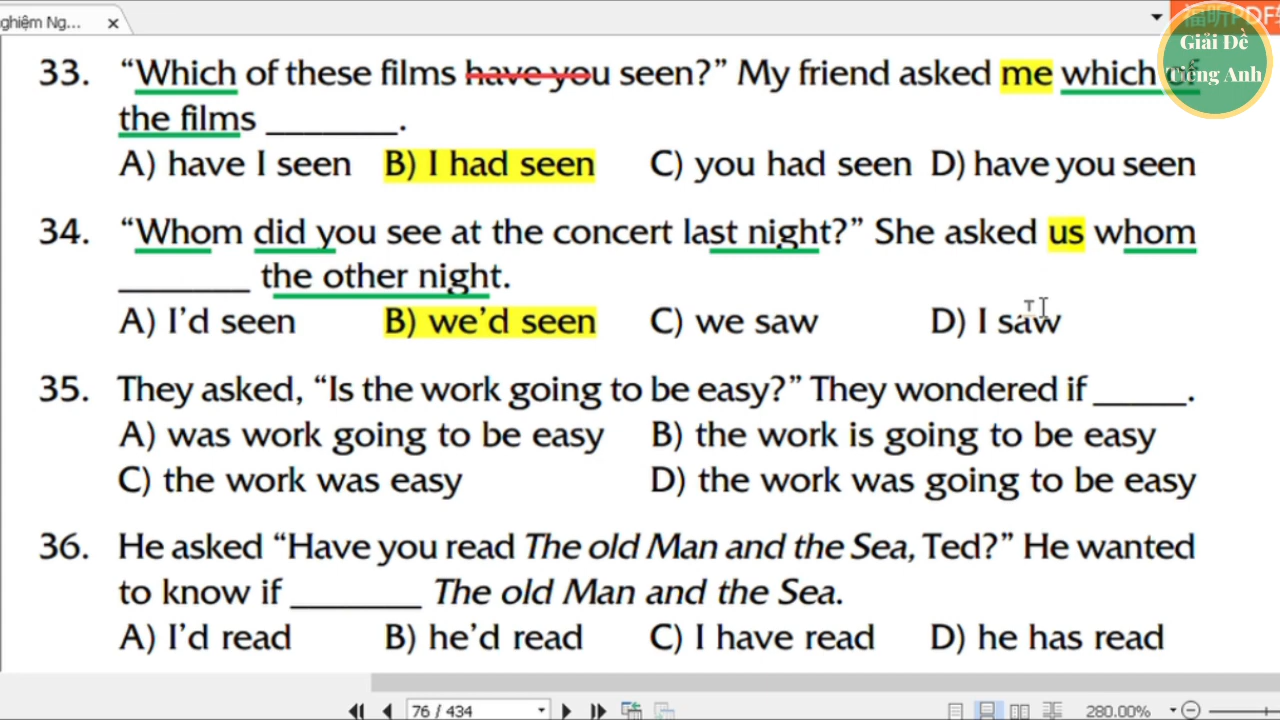 ghiệm Ng...
Giải Đề
Tiếng Anh
33. “Which of these films have you seen?” My friend asked me which of
the films _______.
A) have I seen B) I had seen C) you had seen D) have you seen
34. “Whom did you see at the concert last night?” She asked us whom
_______ the other night.
A) I’d seen B) we’d seen C) we saw D) I saw
35. They asked, “Is the work going to be easy?” They wondered if _____.
A) was work going to be easy B) the work is going to be easy
C) the work was easy D) the work was going to be easy
36. He asked “Have you read The old Man and the Sea, Ted?” He wanted
to know if _______ The old Man and the Sea.
A) I’d read B) he’d read C) I have read D) he has read
76 / 434
280.00%